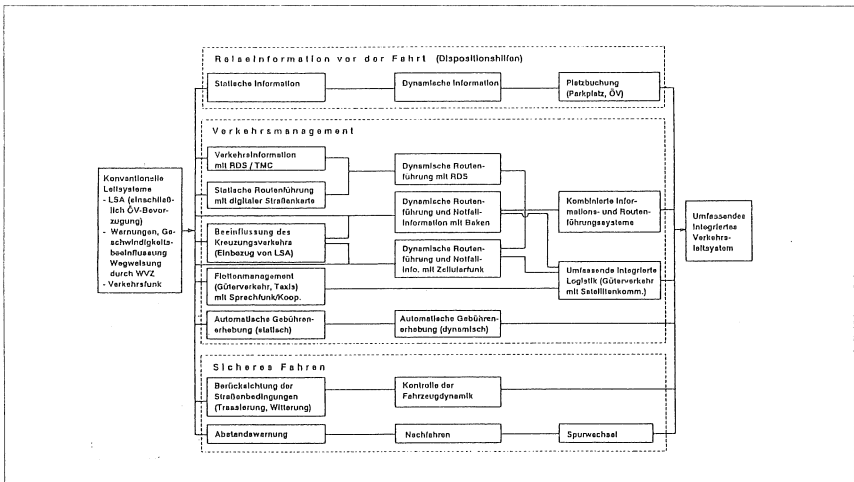 Reiseinformation vor der Fahrt (Dispositionshilfen)
Statische Information
Dynamische Information
Platzbuchung
(Parkplatz, ÖV)
Verkehrsmanagement
Verkehrsinformation
mit RDS / TMC
Statische Routenführung
mit digitaler Straßenkarte
Beeinflussung des
Kreuzungsverkehrs
(Einbezug von LSA)
Flottenmanagement
(Güterverkehr, Taxis)
mit Sprechfunk/Koop.
Automatische Gebühren-
erhebung (statisch)
Dynamische Routen-
führung mit RDS
Dynamische Routen-
führung und Notfall-
Information mit Baken
Dynamische Routen-
führung und Notfall-
Info. mit Zellularfunk
Automatische Gebühren-
erhebung (dynamisch)
Kombinierte Infor-
mations- und Routen-
führungssysteme
Umfassende Integrierte
Logistik (Güterverkehr
mit Satellitenkomm.)
Konventionelle
Leitsysteme
- LSA (einschließ-
lich ÖV-Bevor-
zugung)
- Warnungen, Ge-
schwindigkeits-
beeinflussung
Wegweisung
durch WVZ
- Verkehrsfunk
Umfassendes
Integriertes
Verkehrs-
leitsystem
Sicheres Fahren
Berücksichtigung der
Straßenbedingungen
(Trassierung, Witterung)
Kontrolle der
Fahrzeugdynamik
Abstandswarnung
Nachfahren
Spurwechsel